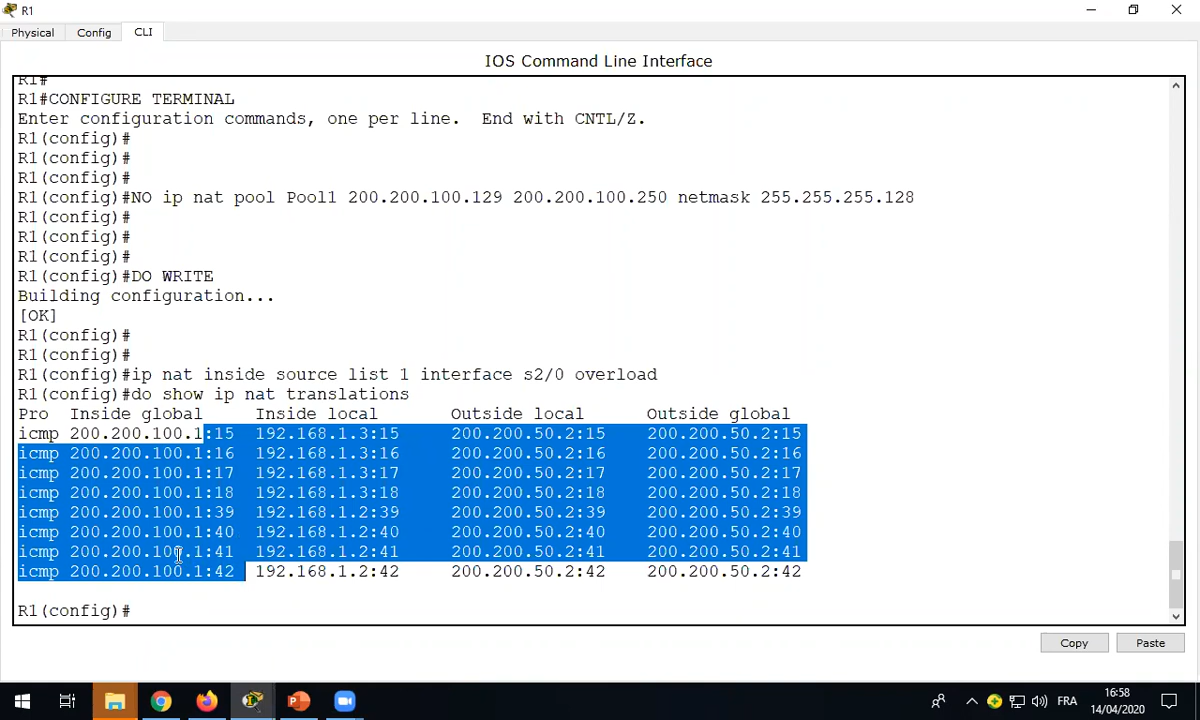 R1
Physical Config CLI
IOS Command Line Interface
R1#
R1#CONFIGURE TERMINAL
Enter configuration commands, one per line.  End with CNTL/Z.
R1(config)#
R1(config)#
R1(config)#
R1(config)#NO ip nat pool Pool1 200.200.100.129 200.200.100.250 netmask 255.255.255.128
R1(config)#
R1(config)#
R1(config)#
R1(config)#DO WRITE
Building configuration...
[OK]
R1(config)#
R1(config)#
R1(config)#ip nat inside source list 1 interface s2/0 overload
R1(config)#do show ip nat translations
Pro  Inside global     Inside local       Outside local      Outside global
icmp 200.200.100.1:15  192.168.1.3:15     200.200.50.2:15    200.200.50.2:15
icmp 200.200.100.1:16  192.168.1.3:16     200.200.50.2:16    200.200.50.2:16
icmp 200.200.100.1:17  192.168.1.3:17     200.200.50.2:17    200.200.50.2:17
icmp 200.200.100.1:18  192.168.1.3:18     200.200.50.2:18    200.200.50.2:18
icmp 200.200.100.1:39  192.168.1.2:39     200.200.50.2:39    200.200.50.2:39
icmp 200.200.100.1:40  192.168.1.2:40     200.200.50.2:40    200.200.50.2:40
icmp 200.200.100.1:41  192.168.1.2:41     200.200.50.2:41    200.200.50.2:41
icmp 200.200.100.1:42  192.168.1.2:42     200.200.50.2:42    200.200.50.2:42
R1(config)#
Copy Paste
FRA 16:58
14/04/2020